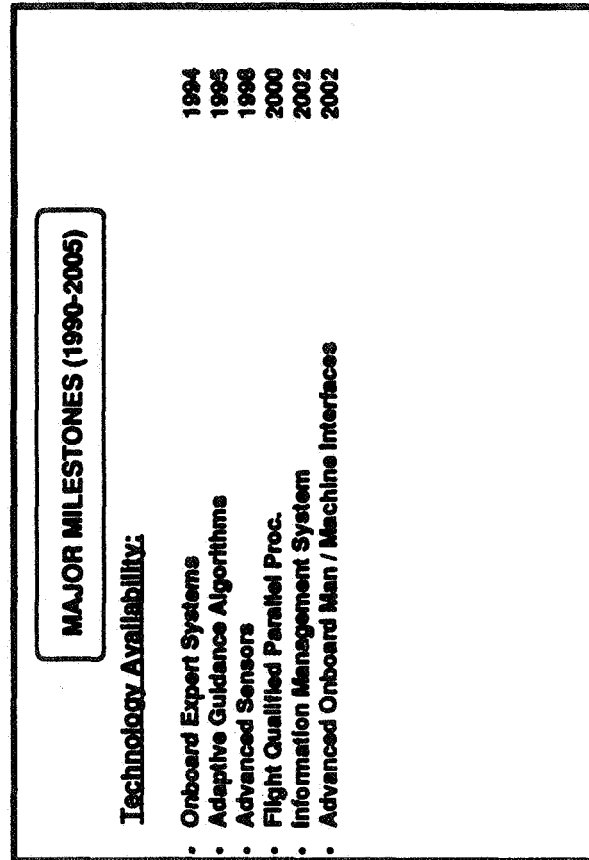 MAJOR MILESTONES (1990-2005)
Technology Availability:
• Onboard Expert Systems 1994
• Adaptive Guidance Algorithms 1995
• Advanced Sensors 1998
• Flight Qualified Parallel Proc. 2000
• Information Management System 2002
• Advanced Onboard Man / Machine Interfaces 2002